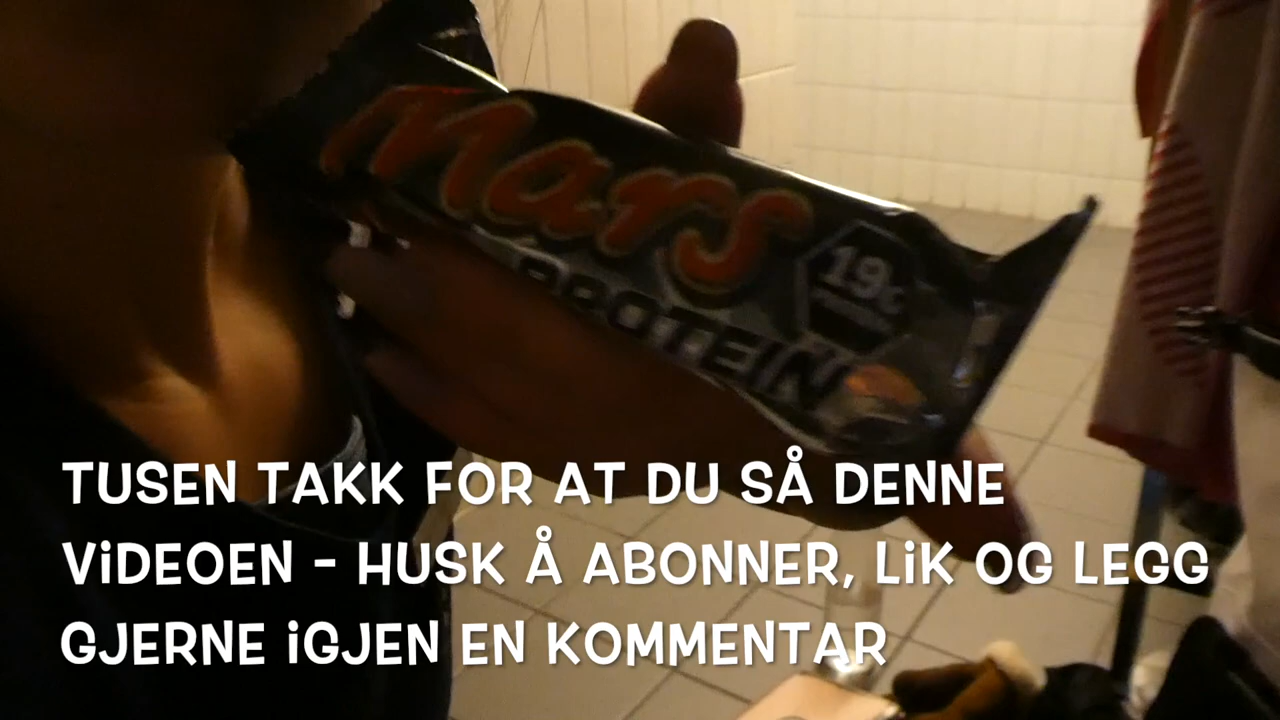 Mars
19g
PROTEIN
TUSEN TAKK FOR AT DU SÅ DENNE
ViDEOEN - HUSK Å ABONNER, LiK OG LEGG
GJERNE iGJEN EN KOMMENTAR